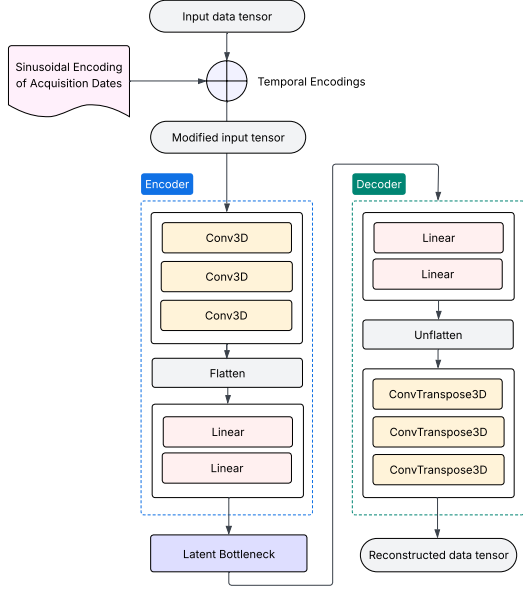 Input data tensor
Sinusoidal Encoding
of Acquisition Dates
Temporal Encodings
Modified input tensor
Encoder
Conv3D
Conv3D
Conv3D
Flatten
Linear
Linear
Latent Bottleneck
Decoder
Linear
Linear
Unflatten
ConvTranspose3D
ConvTranspose3D
ConvTranspose3D
Reconstructed data tensor